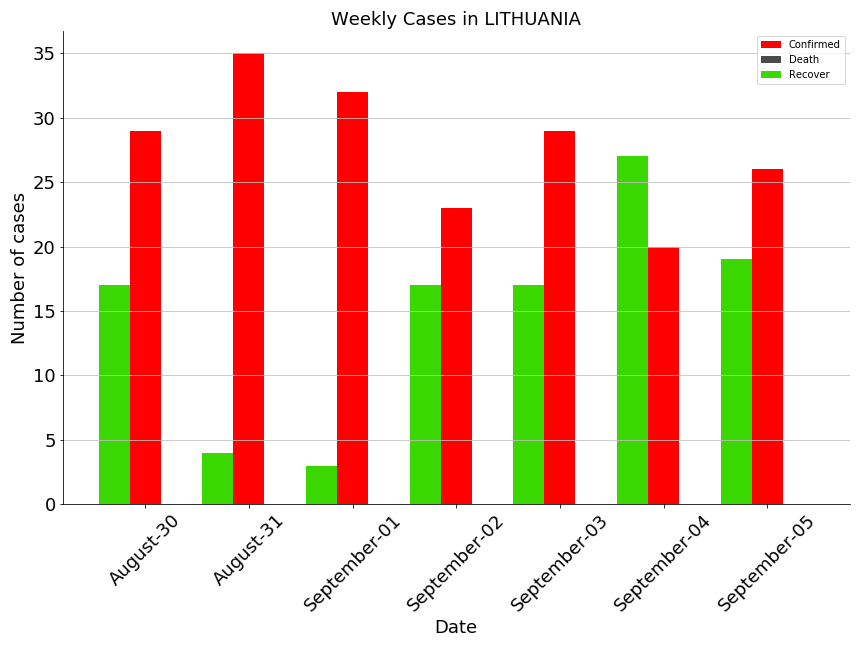 Weekly Cases in LITHUANIA
Confirmed
Death
Recover
Number of cases
35
30
25
20
15
10
5
0
August-30
August-31
September-01
September-02
September-03
September-04
September-05
Date